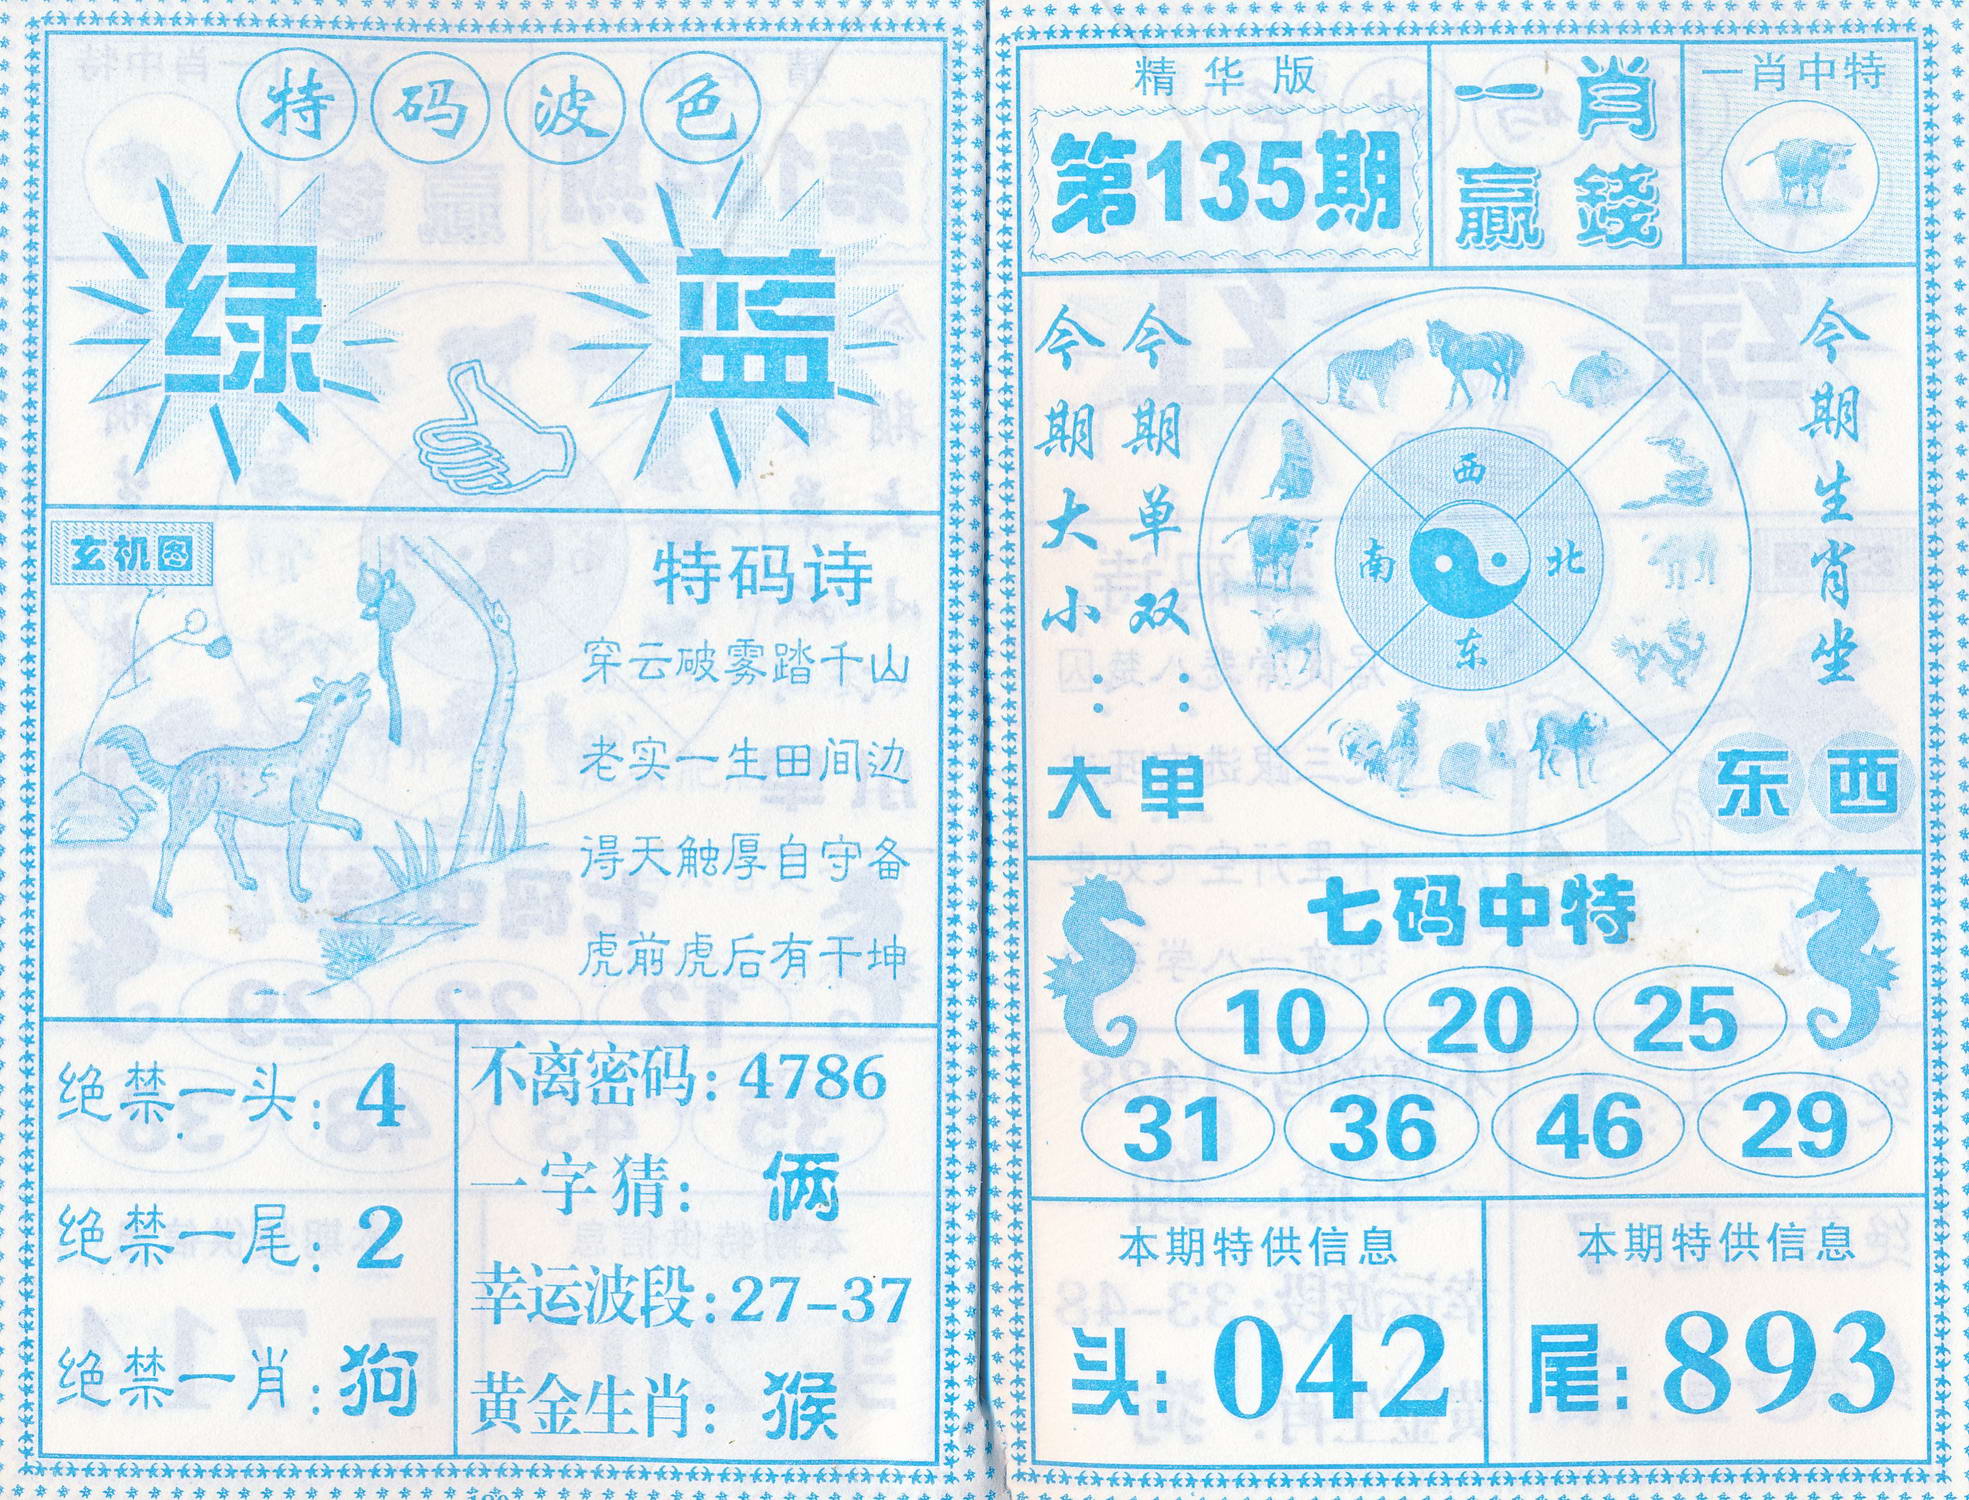 特码波色
绿 蓝
玄机图
特码诗
穿云破雾踏千山
老实一生田间边
得天触厚自守备
虎前虎后有干坤
绝禁一头:4
绝禁一尾:2
绝禁一肖:狗
不离密码:4786
一字猜:俩
幸运波段:27-37
黄金生肖:猴
精华版
第135期
一肖
赢錢
一肖中特
今期大小:大
今期单双:单
西
南 北
东
今期生肖坐
东西
七码中特
10 20 25
31 36 46 29
本期特供信息
头:042
本期特供信息
尾:893